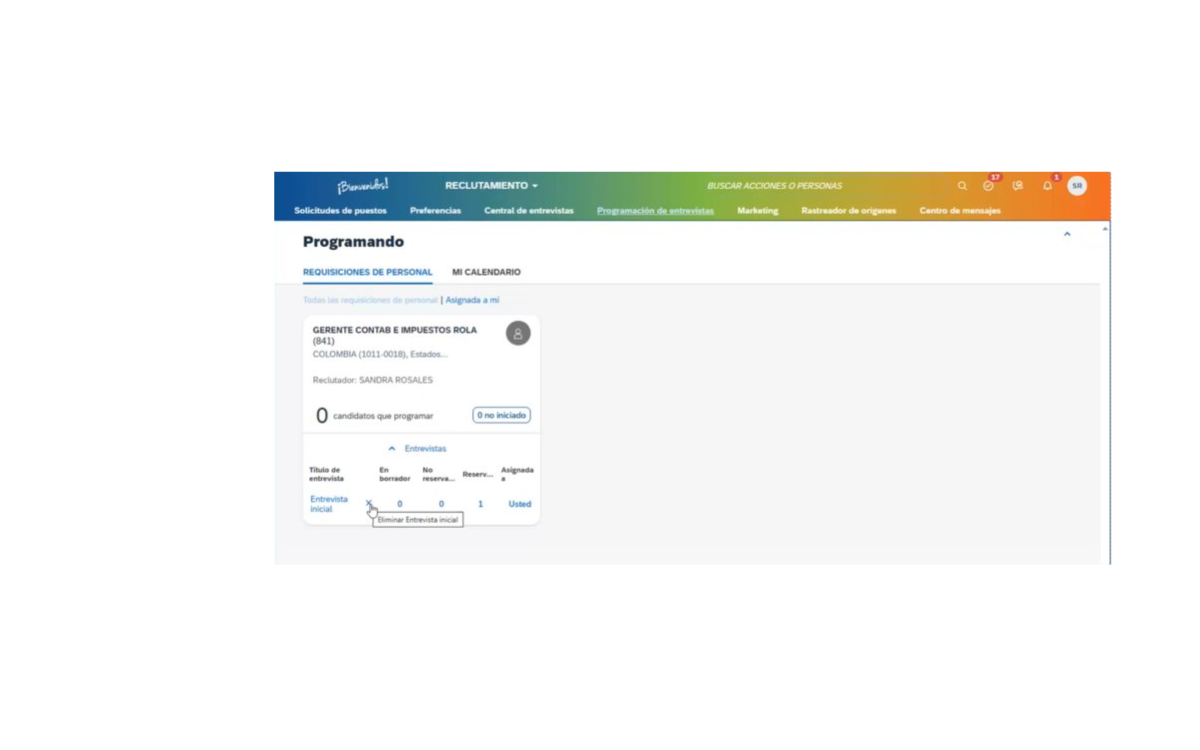 ¡Bienvenidos!
RECLUTAMIENTO
BUSCAR ACCIONES O PERSONAS
17
1
SR
Solicitudes de puestos
Preferencias
Central de entrevistas
Programación de entrevistas
Marketing
Rastreador de orígenes
Centro de mensajes
Programando
REQUISICIONES DE PERSONAL
MI CALENDARIO
Todas las requisiciones de personal | Asignada a mí
GERENTE CONTAB E IMPUESTOS ROLA
(841)
COLOMBIA (1011-0018), Estados...
Reclutador: SANDRA ROSALES
0 candidatos que programar
0 no iniciado
Entrevistas
Título de entrevista
En borrador
No reserva...
Reserv...
Asignada a
Entrevista inicial
0
0
1
Usted
Eliminar Entrevista inicial